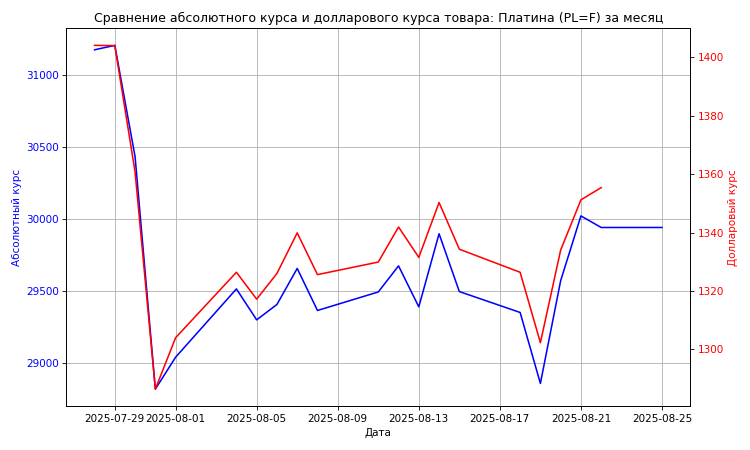 Сравнение абсолютного курса и долларового курса товара: Платина (PL=F) за месяц
Абсолютный курс
31000
30500
30000
29500
29000
1400
1380
1360
1340
1320
1300
Долларовый курс
2025-07-29 2025-08-01 2025-08-05 2025-08-09 2025-08-13 2025-08-17 2025-08-21 2025-08-25
Дата